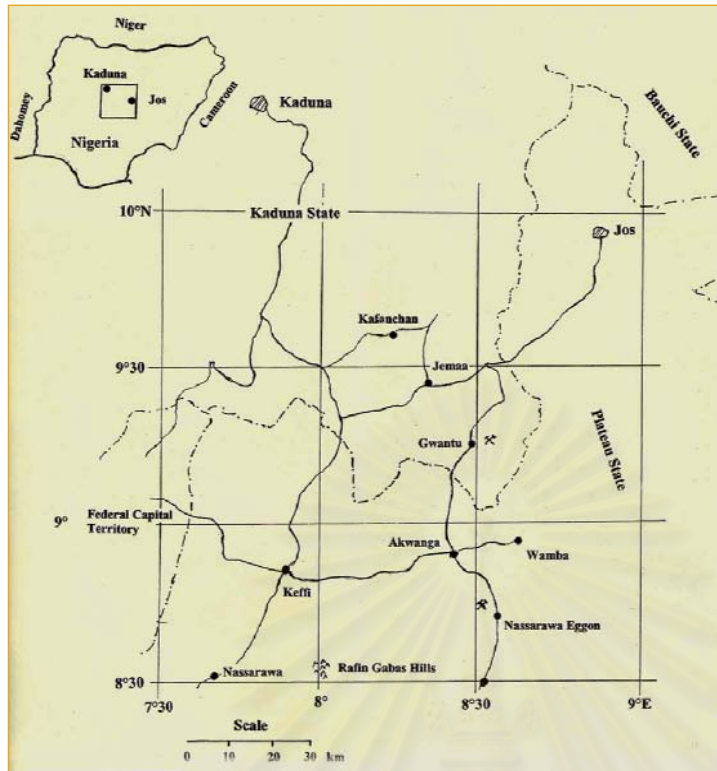 Niger
Kaduna
Jos
Dahomey
Cameroon
Nigeria
Kaduna
Bauchi State
10°N
Kaduna State
Jos
Kafanchan
9°30
Jemaa
Gwantu
Plateau State
9°
Federal Capital
Territory
Akwanga
Wamba
Keffi
Nassarawa Eggon
Nassarawa
Rafin Gabas Hills
8°30
7°30
8°
8°30
9°E
Scale
0 10 20 30 km